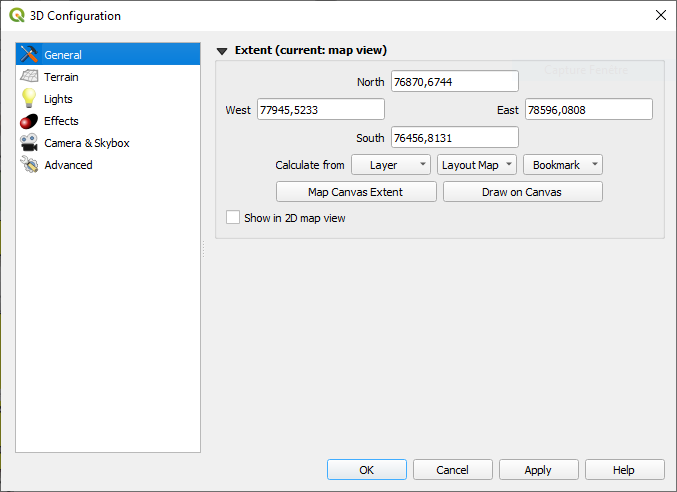 3D Configuration
General
Terrain
Lights
Effects
Camera & Skybox
Advanced
Extent (current: map view)
North 76870,6744
West 77945,5233 East 78596,0808
South 76456,8131
Calculate from Layer Layout Map Bookmark
Map Canvas Extent Draw on Canvas
Show in 2D map view
OK Cancel Apply Help